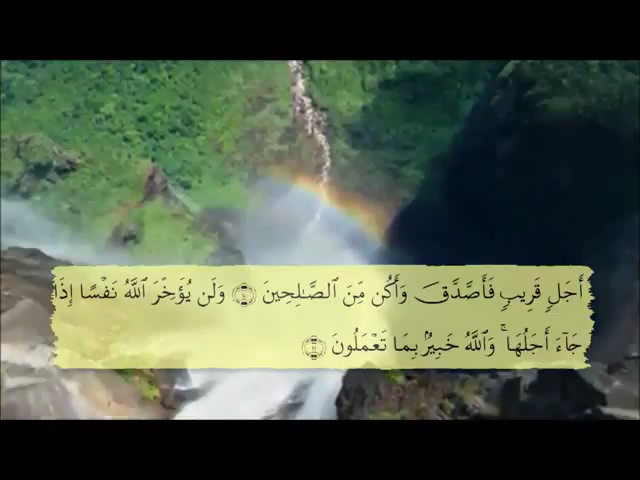 أَجَلٍ قَرِيبٍ فَأَصَّدَّقَ وَأَكُن مِّنَ ٱلصَّـٰلِحِينَ ١٠ وَلَن يُؤَخِّرَ ٱللَّهُ نَفْسًا إِذَا
جَآءَ أَجَلُهَا ۚ وَٱللَّهُ خَبِيرٌۢ بِمَا تَعْمَلُونَ ١١